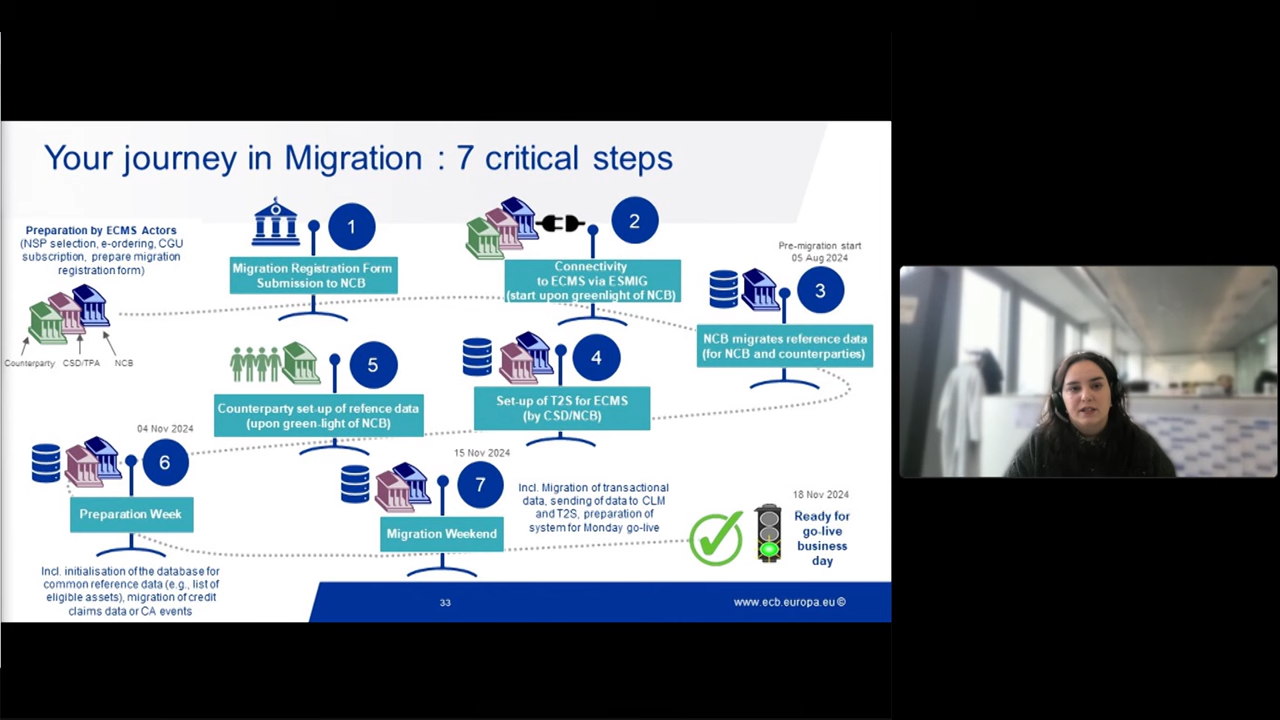 Your journey in Migration : 7 critical steps
Preparation by ECMS Actors
(NSP selection, e-ordering, CGU
subscription, prepare migration
registration form)
Counterparty
CSD/TPA
NCB
1
Migration Registration Form
Submission to NCB
2
Connectivity
to ECMS via ESMIG
(start upon greenlight of NCB)
Pre-migration start
05 Aug 2024
3
NCB migrates reference data
(for NCB and counterparties)
4
Set-up of T2S for ECMS
(by CSD/NCB)
5
Counterparty set-up of refence data
(upon green-light of NCB)
04 Nov 2024
6
Preparation Week
Incl. initialisation of the database for
common reference data (e.g., list of
eligible assets), migration of credit
claims data or CA events
15 Nov 2024
7
Migration Weekend
Incl. Migration of transactional
data, sending of data to CLM
and T2S, preparation of
system for Monday go-live
18 Nov 2024
Ready for
go-live
business
day
33
www.ecb.europa.eu ©